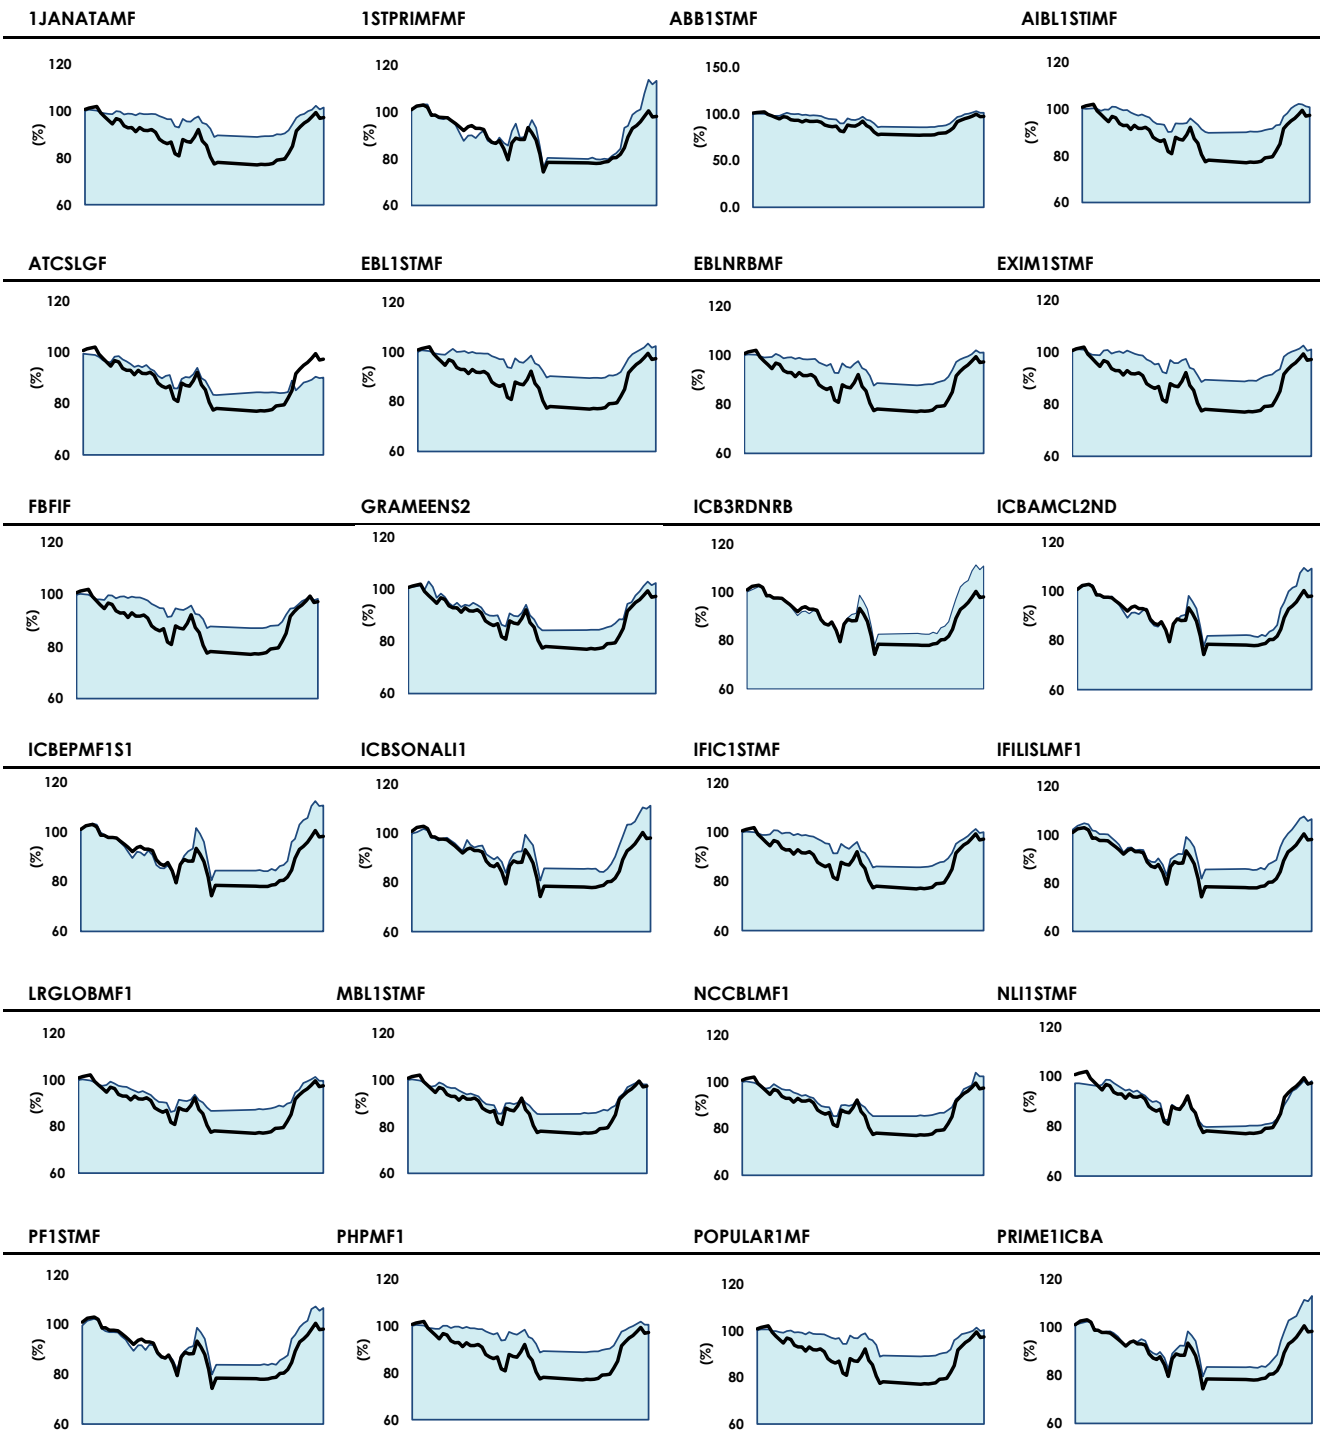 1JANATAMF 1STPRIMFMF ABB1STMF AIBL1STIMF
120 120 150.0 120
100 100 100.0 100
80 80 50.0 80
60 60 0.0 60
(%) (%) (%) (%)
ATCSLGF EBL1STMF EBLNRBMF EXIM1STMF
120 120 120 120
100 100 100 100
80 80 80 80
60 60 60 60
(%) (%) (%) (%)
FBFIF GRAMEENS2 ICB3RDNRB ICBAMCL2ND
120 120 120 120
100 100 100 100
80 80 80 80
60 60 60 60
(%) (%) (%) (%)
ICBEPMF1S1 ICBSONALI1 IFIC1STMF IFILISLMF1
120 120 120 120
100 100 100 100
80 80 80 80
60 60 60 60
(%) (%) (%) (%)
LRGLOBMF1 MBL1STMF NCCBLMF1 NLI1STMF
120 120 120 120
100 100 100 100
80 80 80 80
60 60 60 60
(%) (%) (%) (%)
PF1STMF PHPMF1 POPULAR1MF PRIME1ICBA
120 120 120 120
100 100 100 100
80 80 80 80
60 60 60 60
(%) (%) (%) (%)